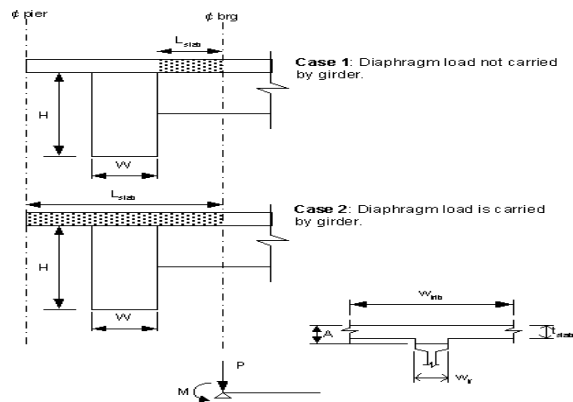 ¢ pier
¢ brg
L slab
Case 1: Diaphragm load not carried
by girder.
H
W
L slab
Case 2: Diaphragm load is carried
by girder.
H
W
W trib
A
t slab
P
M
W tf